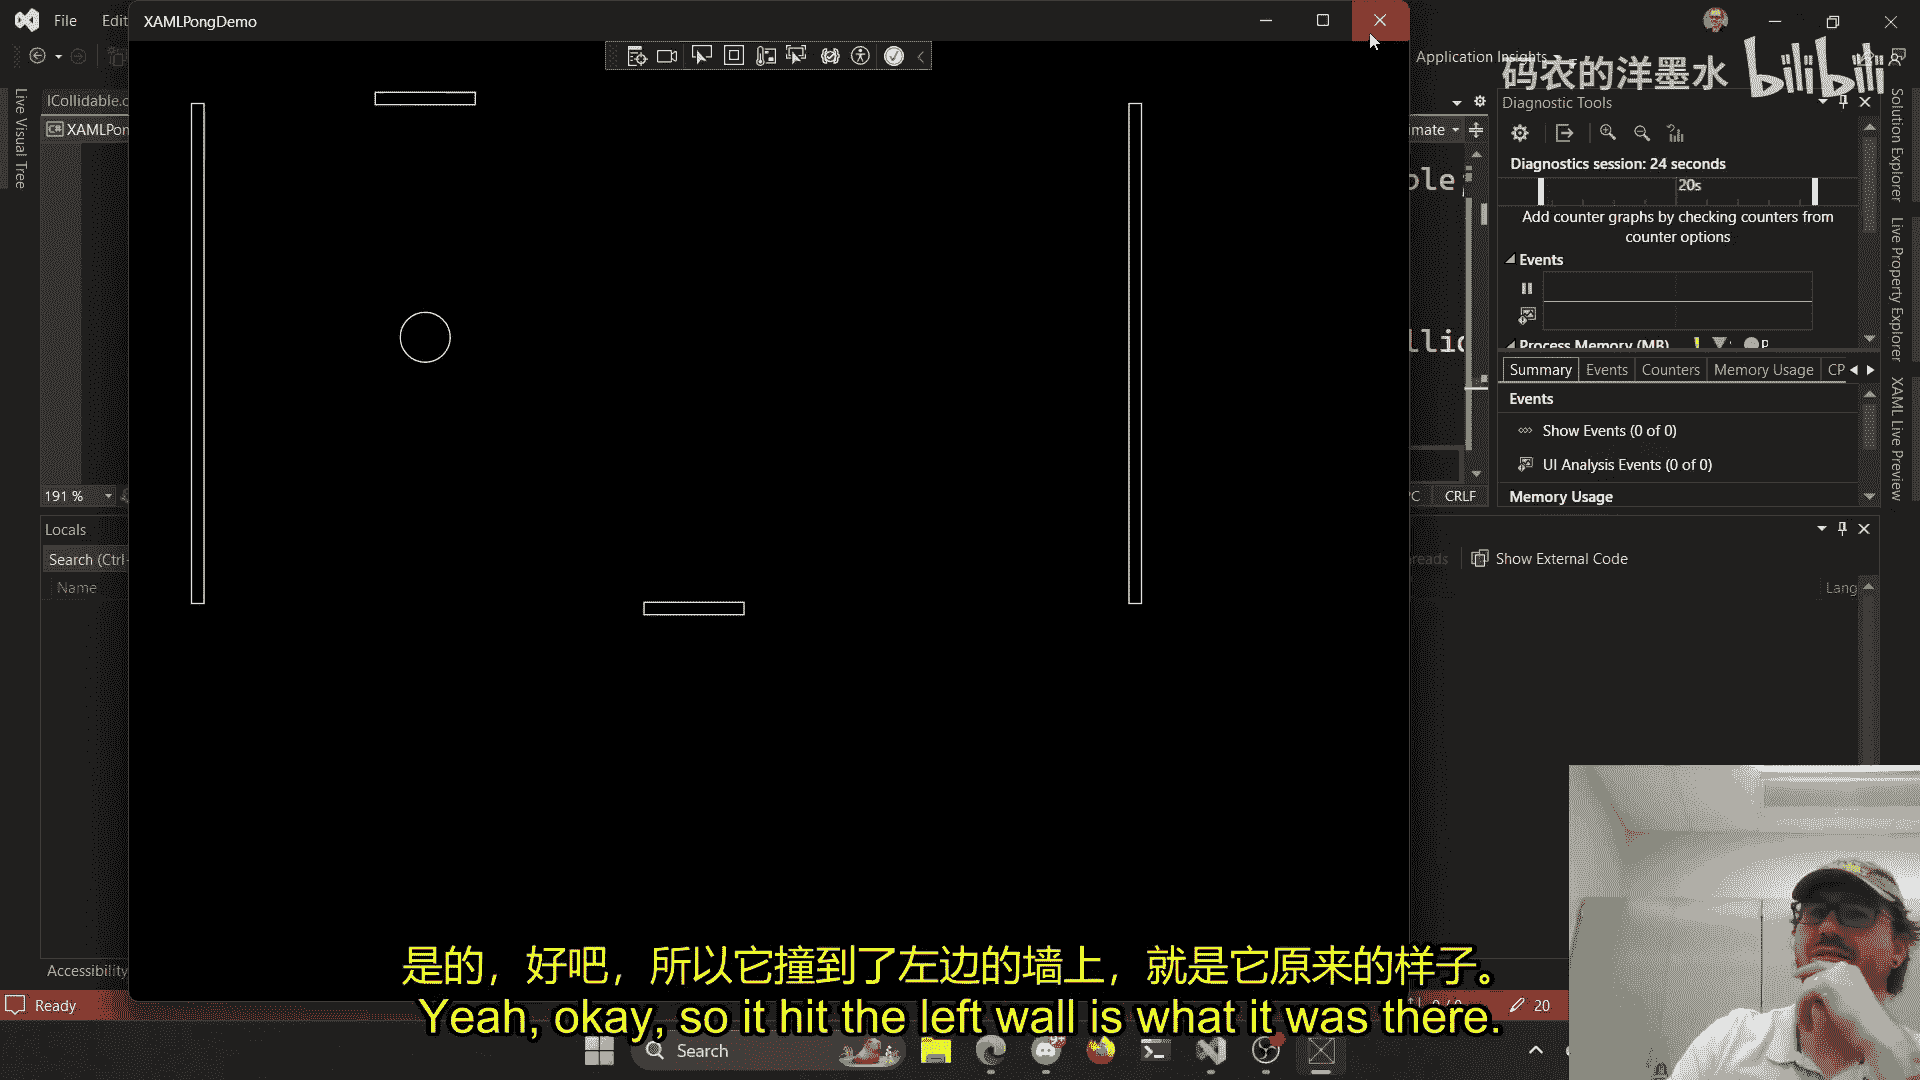 File
Edit
XAMLPongDemo
Application Insights
码农的洋墨水
bilibili
Live Visual Tree
ICollidable.c
C# XAMLPon
mate
Diagnostic Tools
Diagnostics session: 24 seconds
20s
Add counter graphs by checking counters from
counter options
Events
Process Memory (MB)
Summary Events Counters Memory Usage CP
Events
Show Events (0 of 0)
UI Analysis Events (0 of 0)
Memory Usage
Solution Explorer
Live Property Explorer
XAML Live Preview
191 %
CRLF
Locals
Search (Ctrl+
Name
Show External Code
Lang
Accessibility
是的，好吧，所以它撞到了左边的墙上，就是它原来的样子。
Yeah, okay, so it hit the left wall is what it was there.
Ready
20
Search